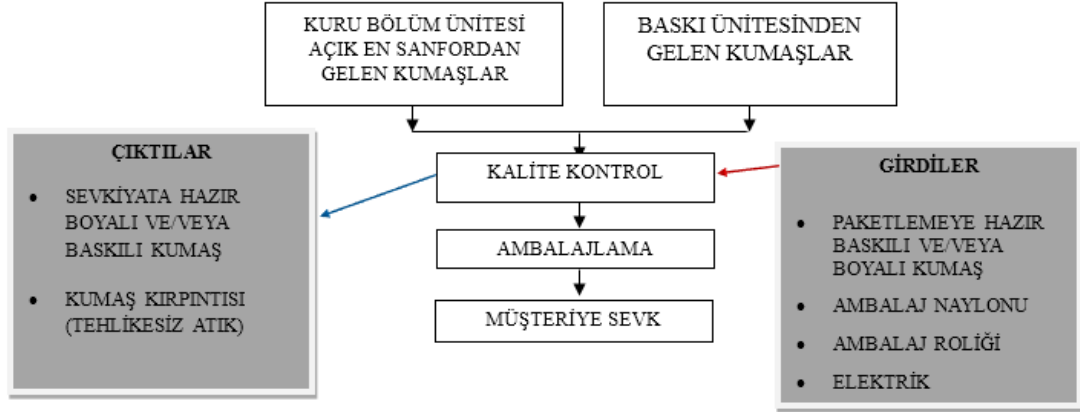 KURU BÖLÜM ÜNİTESİ
AÇIK EN SANFORDAN
GELEN KUMAŞLAR
BASKI ÜNİTESİNDEN
GELEN KUMAŞLAR
ÇIKTILAR
• SEVKİYATA HAZIR
BOYALI VE/VEYA
BASKILI KUMAŞ
• KUMAŞ KIRPINTISI
(TEHLİKESİZ ATIK)
KALİTE KONTROL
AMBALAJLAMA
MÜŞTERİYE SEVK
GİRDİLER
• PAKETLEMEYE HAZIR
BASKILI VE/VEYA
BOYALI KUMAŞ
• AMBALAJ NAYLONU
• AMBALAJ ROLİĞİ
• ELEKTRİK